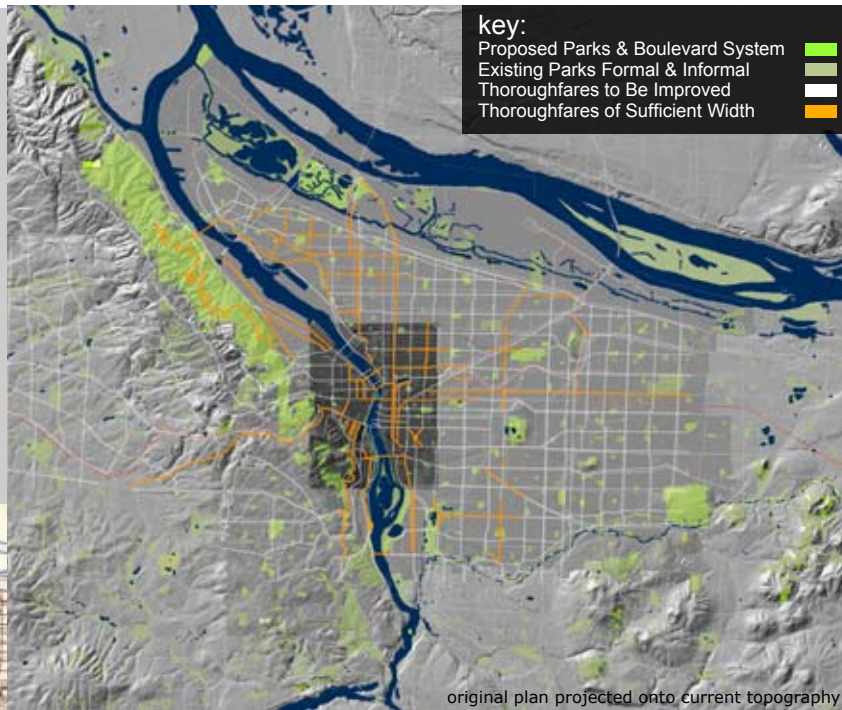 key:
Proposed Parks & Boulevard System
Existing Parks Formal & Informal
Thoroughfares to Be Improved
Thoroughfares of Sufficient Width
original plan projected onto current topography